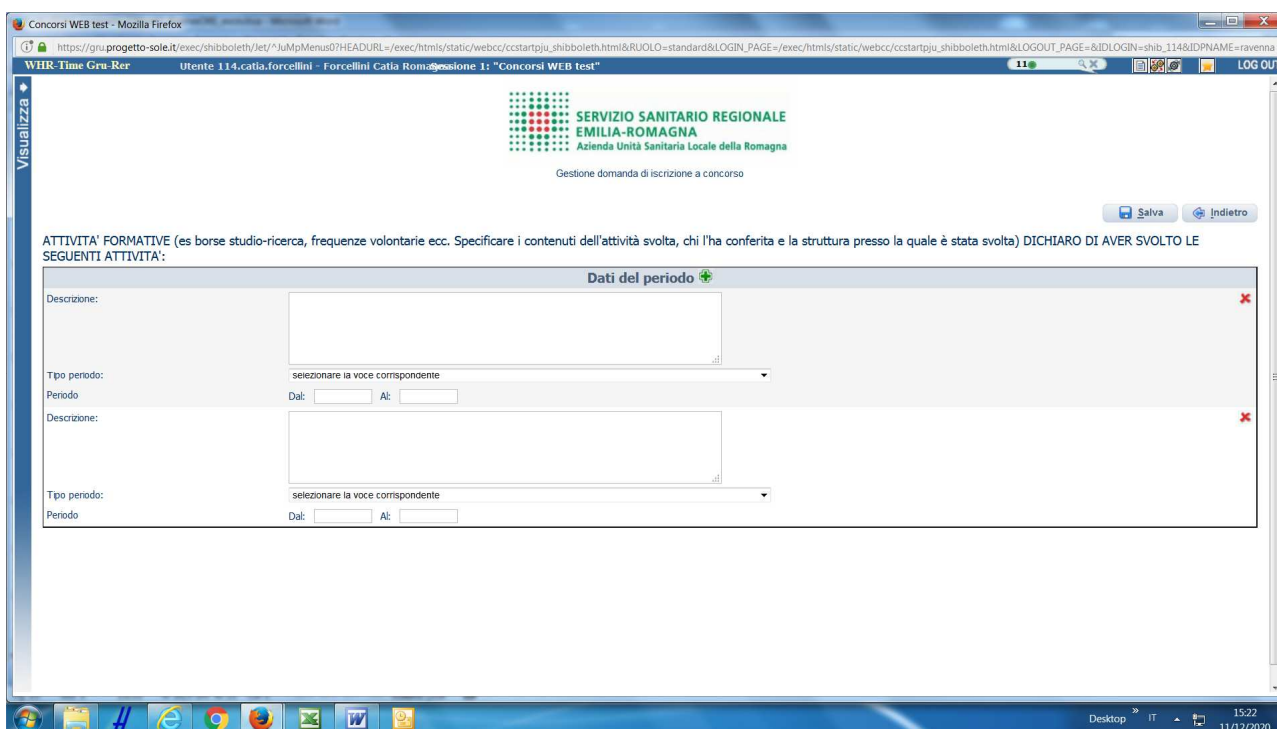 Concorsi WEB test - Mozilla Firefox
https://gru.progetto-sole.it/exec/shibboleth/Jet/^JuMpMenus0?HEADURL=/exec/htmls/static/webcc/ccstartpju_shibboleth.html&RUOLO=standard&LOGIN_PAGE=/exec/htmls/static/webcc/ccstartpju_shibboleth.html&LOGOUT_PAGE=&IDLOGIN=shib_114&IDPNAME=ravenna
WHR-Time Gru-Rer Utente 114.catia.forcellini - Forcellini Catia Sessione 1: "Concorsi WEB test" 11 LOG OUT
Visualizza
SERVIZIO SANITARIO REGIONALE
EMILIA-ROMAGNA
Azienda Unità Sanitaria Locale della Romagna
Gestione domanda di iscrizione a concorso
Salva Indietro
ATTIVITA' FORMATIVE (es borse studio-ricerca, frequenze volontarie ecc. Specificare i contenuti dell'attività svolta, chi l'ha conferita e la struttura presso la quale è stata svolta) DICHIARO DI AVER SVOLTO LE
SEGUENTI ATTIVITA':
Dati del periodo
Descrizione:
Tipo periodo: selezionare la voce corrispondente
Periodo Dal: Al:
Descrizione:
Tipo periodo: selezionare la voce corrispondente
Periodo Dal: Al:
Desktop » IT 15:22
11/12/2020